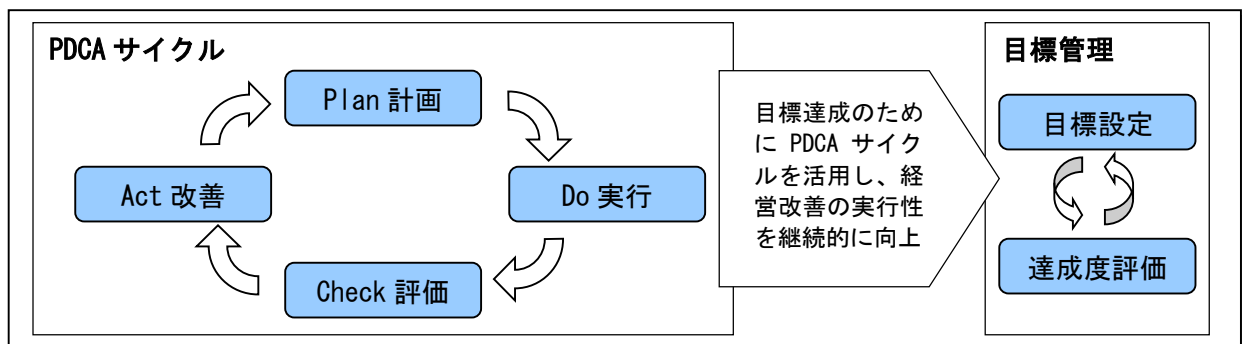 PDCA サイクル
Plan 計画
Do 実行
Check 評価
Act 改善
目標達成のため
に PDCA サイク
ルを活用し、経
営改善の実行性
を継続的に向上
目標管理
目標設定
達成度評価